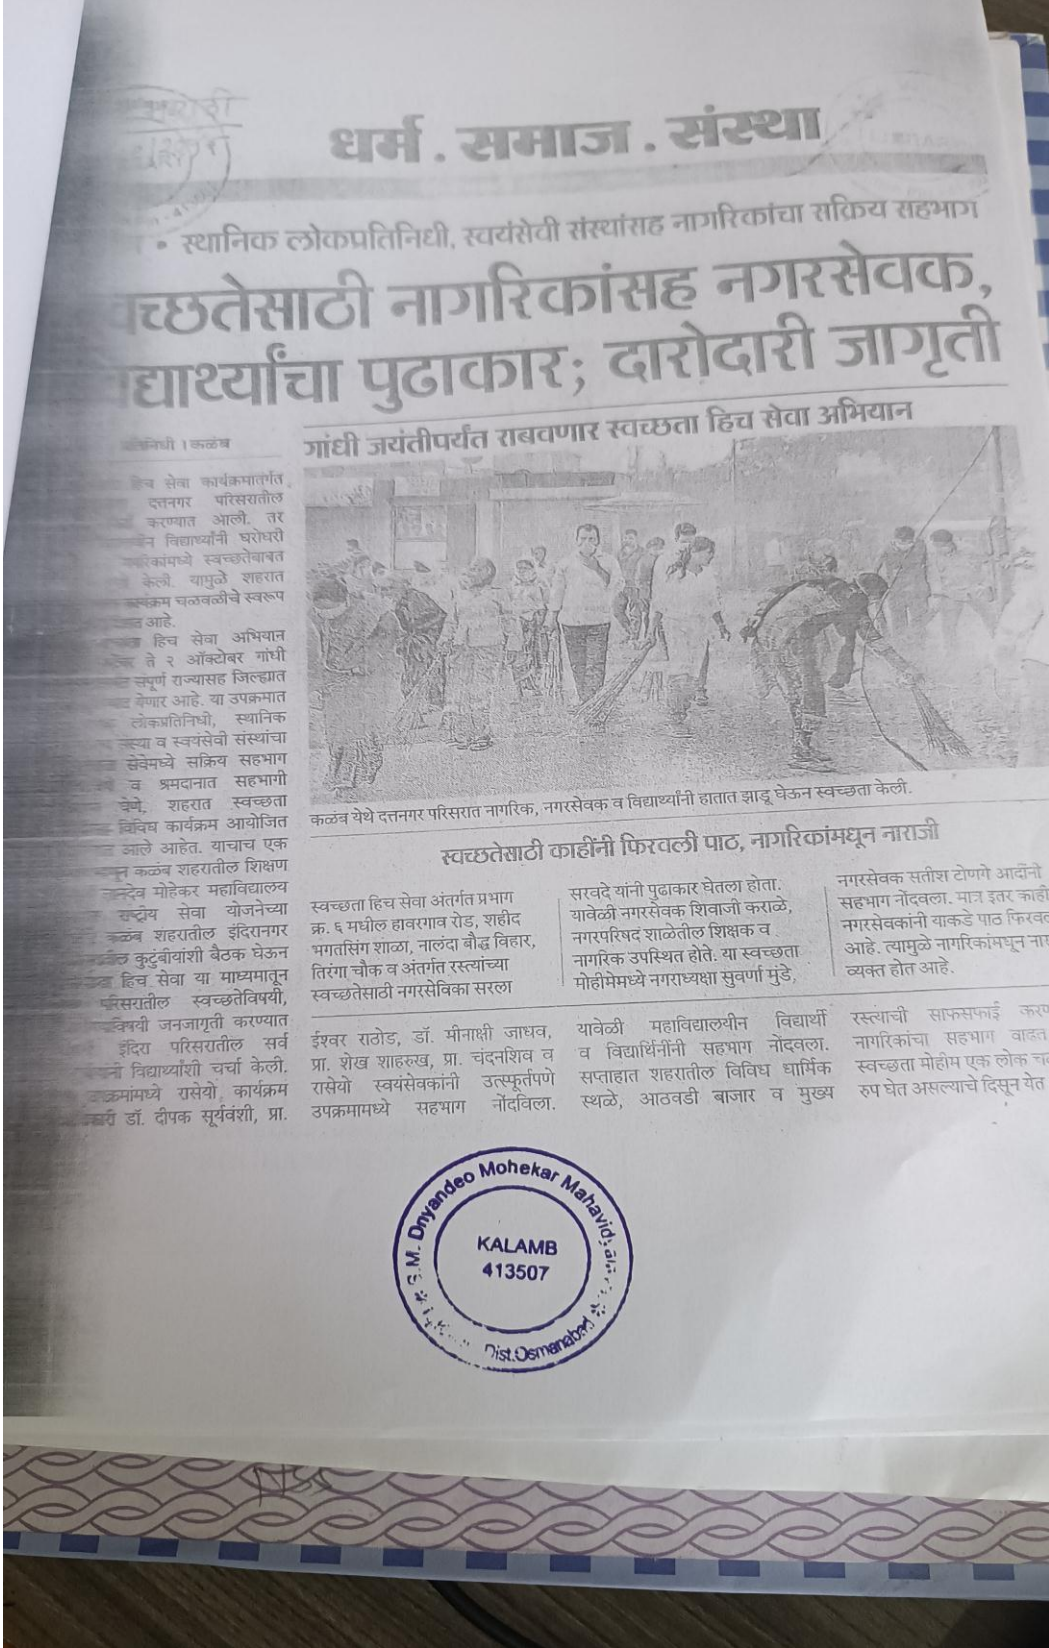 धर्म . समाज . संस्था
• स्थानिक लोकप्रतिनिधी, स्वयंसेवी संस्थांसह नागरिकांचा सक्रिय सहभाग
च्छतेसाठी नागरिकांसह नगरसेवक,
द्यार्थ्यांचा पुढाकार; दारोदारी जागृती
गांधी जयंतीपर्यंत राबवणार स्वच्छता हिच सेवा अभियान
निधी । कळंब
हिच सेवा कार्यक्रमातर्गत
दत्तनगर परिसरातील
करण्यात आली. तर
विद्यार्थ्यांनी घरोघरी
स्वच्छतेबाबत
केली. यामुळे शहरात
चळवळीचे स्वरूप
आहे.
हिच सेवा अभियान
ते २ ऑक्टोबर गांधी
संपूर्ण राज्यासह जिल्ह्यात
येणार आहे. या उपक्रमात
लोकप्रतिनिधी, स्थानिक
व स्वयंसेवी संस्थांचा
सेवेमध्ये सक्रिय सहभाग
व श्रमदानात सहभागी
शहरात स्वच्छता
विविध कार्यक्रम आयोजित
आले आहेत. याचाच एक
कळंब शहरातील शिक्षण
मोहेकर महाविद्यालय
राष्ट्रीय सेवा योजनेच्या
कळंब शहरातील इंदिरानगर
कुटुंबीयांशी बैठक घेऊन
हिच सेवा या माध्यमातून
परिसरातील स्वच्छतेविषयी,
जनजागृती करण्यात
इंदिरा परिसरातील सर्व
विद्यार्थ्यांशी चर्चा केली.
रासेयो कार्यक्रम
डॉ. दीपक सूर्यवंशी, प्रा.
कळंब येथे दत्तनगर परिसरात नागरिक, नगरसेवक व विद्यार्थ्यांनी हातात झाडू घेऊन स्वच्छता केली.
स्वच्छतेसाठी काहींनी फिरवली पाठ, नागरिकांमधून नाराजी
स्वच्छता हिच सेवा अंतर्गत प्रभाग
क्र. ६ मधील हावरगाव रोड, शहीद
भगतसिंग शाळा, नालंदा बौद्ध विहार,
तिरंगा चौक व अंतर्गत रस्त्यांच्या
स्वच्छतेसाठी नगरसेविका सरला
सरवदे यांनी पुढाकार घेतला होता.
यावेळी नगरसेवक शिवाजी कराळे,
नगरपरिषद शाळेतील शिक्षक व
नागरिक उपस्थित होते. या स्वच्छता
मोहीमेमध्ये नगराध्यक्षा सुवर्णा मुंडे,
नगरसेवक सतीश टोणगे आदींनी
सहभाग नोंदवला. मात्र इतर काही
नगरसेवकांनी याकडे पाठ फिरवल
आहे. त्यामुळे नागरिकांमधून
व्यक्त होत आहे.
ईश्वर राठोड, डॉ. मीनाक्षी जाधव,
प्रा. शेख शाहरुख, प्रा. चंदनशिव व
रासेयो स्वयंसेवकांनी उत्स्फूर्तपणे
उपक्रमामध्ये सहभाग नोंदविला.
यावेळी महाविद्यालयीन विद्यार्थी
व विद्यार्थिनींनी सहभाग नोंदवला.
सप्ताहात शहरातील विविध धार्मिक
स्थळे, आठवडी बाजार व मुख्य
रस्त्याची साफसफाई कर
नागरिकांचा सहभाग वाढत
स्वच्छता मोहीम एक लोक
रुप घेत असल्याचे दिसून येत
S.M. Dnyandeo Mohekar
KALAMB
413507
Dist.Osmanabad
NSS